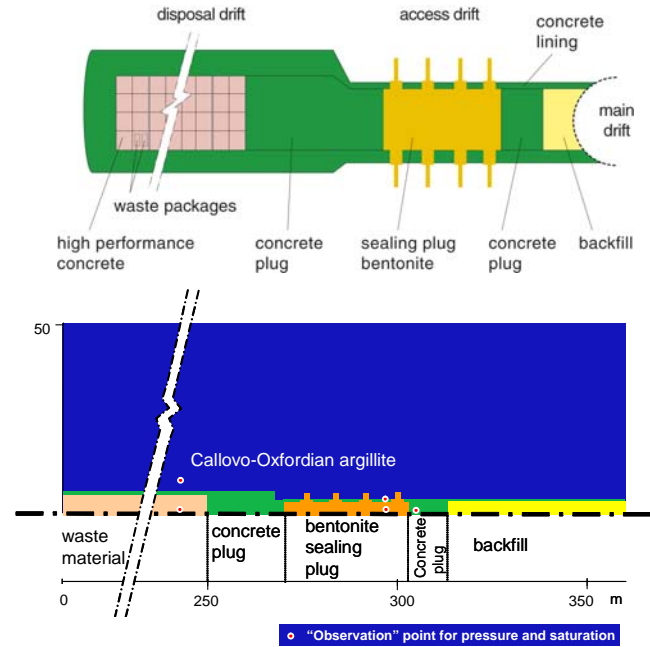 disposal drift
access drift
concrete
lining
main
drift
waste packages
high performance
concrete
concrete
plug
sealing plug
bentonite
concrete
plug
backfill
50
Callovo-Oxfordian argillite
waste
material
concrete
plug
bentonite
sealing
plug
Concrete
plug
backfill
0
250
300
350
m
"Observation" point for pressure and saturation